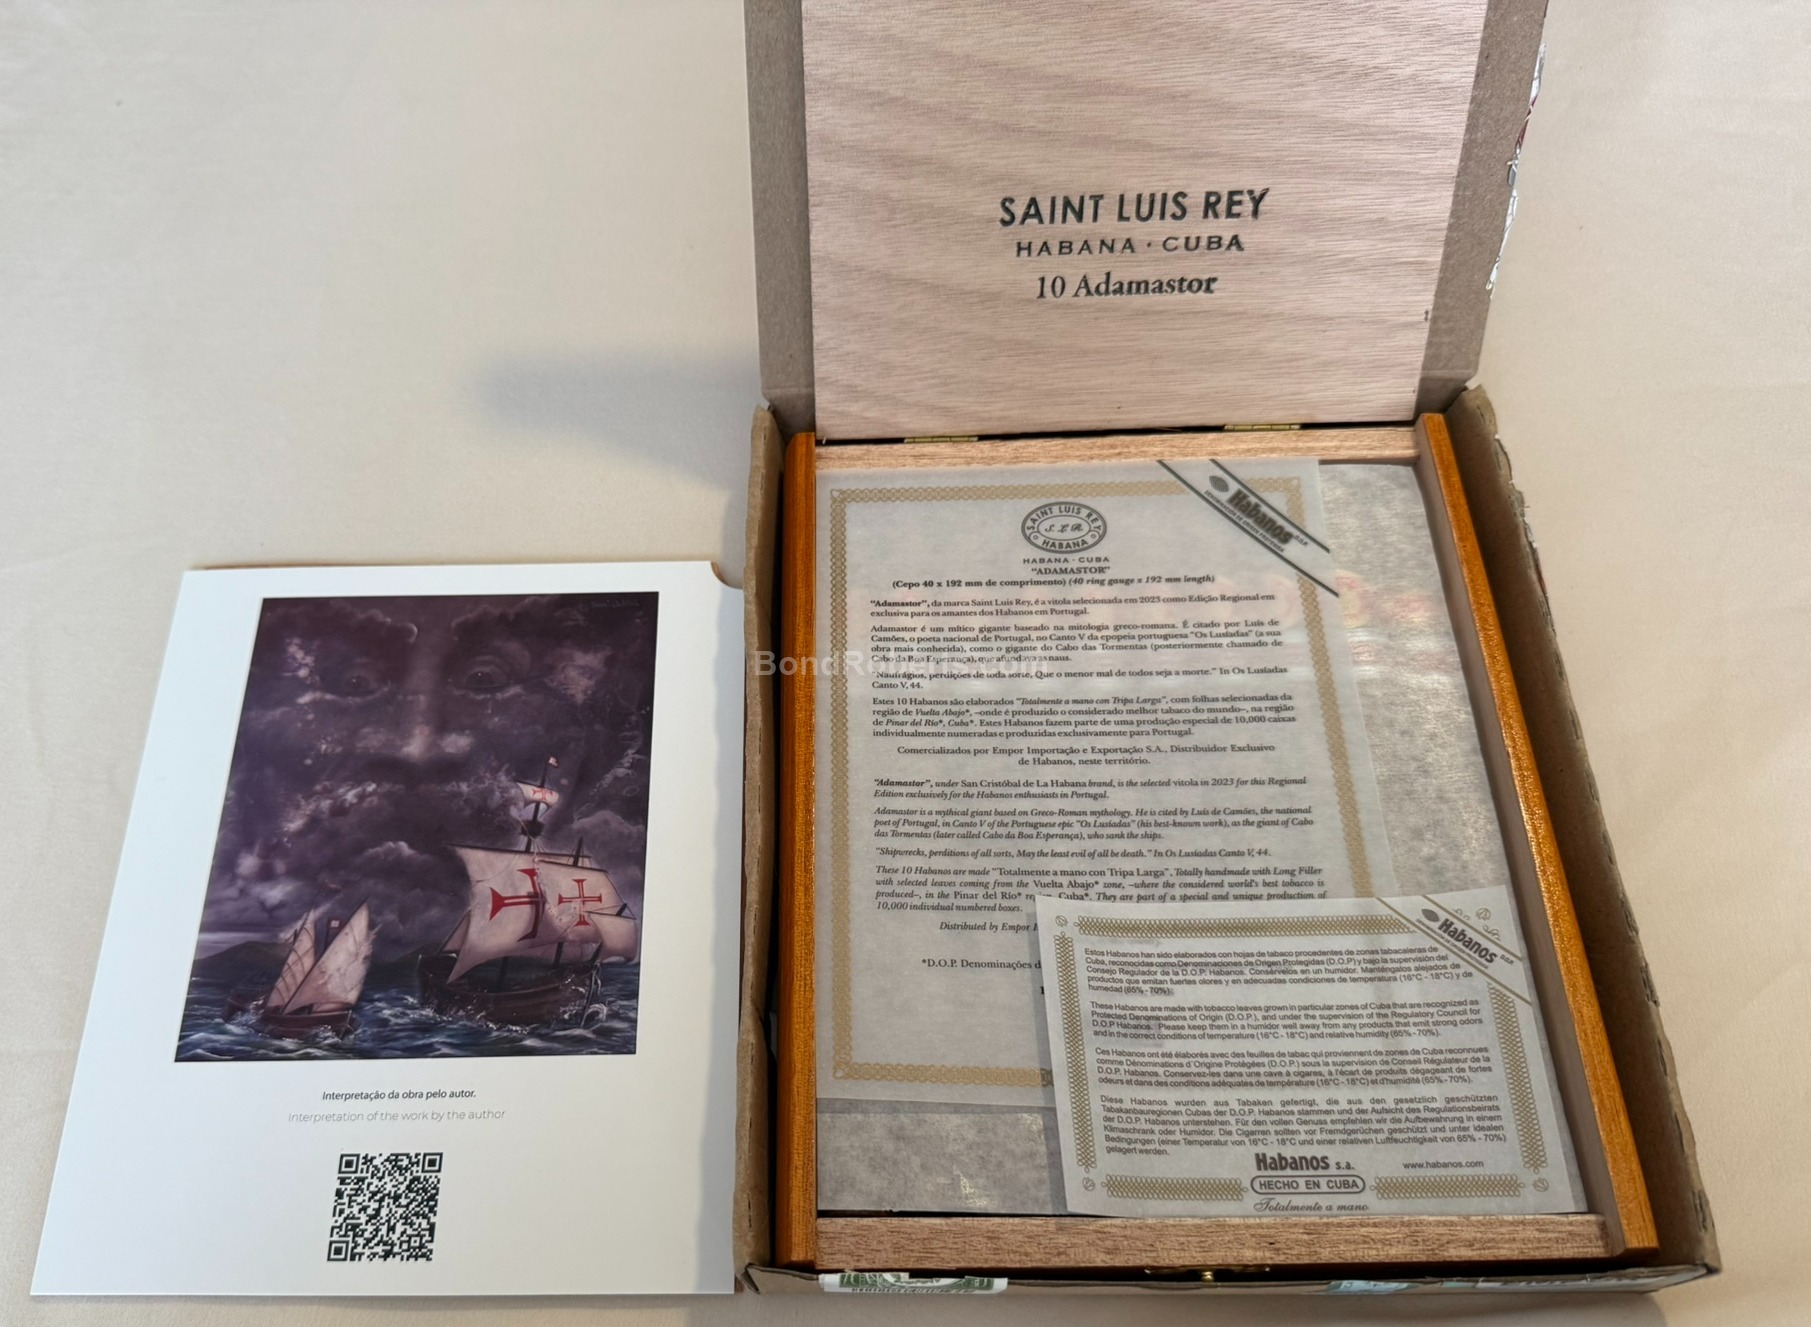 SAINT LUIS REY
HABANA · CUBA
10 Adamastor
Habanos S.A.
SAINT LUIS REY
S. L. R.
HABANA
HABANA · CUBA
"ADAMASTOR"
(Cepo 40 x 192 mm de comprimento) (40 ring gauge x 192 mm length)
"Adamastor", da marca Saint Luis Rey, é a vitola selecionada em 2023 como Edição Regional em
exclusiva para os amantes dos Habanos em Portugal.
Adamastor é um mítico gigante baseado na mitologia greco-romana. É citado por Luís de
Camões, o poeta nacional de Portugal, no Canto V da epopeia portuguesa "Os Lusíadas" (a sua
obra mais conhecida), como o gigante do Cabo das Tormentas (posteriormente chamado de
Cabo da Boa Esperança), que afundava as naus.
"Naufrágios, perdições de toda sorte, Que o menor mal de todos seja a morte." In Os Lusíadas
Canto V, 44.
Estes 10 Habanos são elaborados "Totalmente a mano con Tripa Larga", com folhas selecionadas da
região de Vuelta Abajo*, –onde é produzido o considerado melhor tabaco do mundo–, na região
de Pinar del Río*, Cuba*. Estes Habanos fazem parte de uma produção especial de 10,000 caixas
individualmente numeradas e produzidas exclusivamente para Portugal.
Comercializados por Empor Importação e Exportação S.A., Distribuidor Exclusivo
de Habanos, neste território.
"Adamastor", under San Cristóbal de La Habana brand, is the selected vitola in 2023 for this Regional
Edition exclusively for the Habanos enthusiasts in Portugal.
Adamastor is a mythical giant based on Greco-Roman mythology. He is cited by Luís de Camões, the national
poet of Portugal, in Canto V of the Portuguese epic "Os Lusíadas" (his best-known work), as the giant of Cabo
das Tormentas (later called Cabo da Boa Esperança), who sank the ships.
"Shipwrecks, perditions of all sorts, May the least evil of all be death." In Os Lusíadas Canto V, 44.
These 10 Habanos are made "Totalmente a mano con Tripa Larga", Totally handmade with Long Filler
with selected leaves coming from the Vuelta Abajo* zone, –where the considered world's best tobacco is
produced–, in the Pinar del Río* Cuba*. They are part of a special and unique production of
10,000 individual numbered boxes.
Distributed by Empor
*D.O.P. Denominações d
BondRoberts.com
Habanos S.A.
Estos Habanos han sido elaborados con hojas de tabaco procedentes de zonas tabacaleras de
Cuba, reconocidas como Denominaciones de Origen Protegidas (D.O.P) y bajo la supervisión del
Consejo Regulador de la D.O.P. Habanos. Consérvelos en un humidor. Manténgalos alejados de
productos que emitan fuertes olores y en adecuadas condiciones de temperatura (16°C - 18°C) y de
humedad (65% - 70%).
These Habanos are made with tobacco leaves grown in particular zones of Cuba that are recognized as
Protected Denominations of Origin (D.O.P.), and under the supervision of the Regulatory Council for
D.O.P Habanos. Please keep them in a humidor well away from any products that emit strong odors
and in the correct conditions of temperature (16°C - 18°C) and relative humidity (65% - 70%).
Ces Habanos ont été élaborés avec des feuilles de tabac qui proviennent de zones de Cuba reconnues
comme Dénominations d'Origine Protégées (D.O.P.) sous la supervision de Conseil Régulateur de la
D.O.P. Habanos. Conservez-les dans une cave à cigares, à l'écart de produits dégageant de fortes
odeurs et dans des conditions adéquates de température (16°C - 18°C) et d'humidité (65% - 70%).
Diese Habanos wurden aus Tabaken gefertigt, die aus den gesetzlich geschützten
Tabakanbauregionen Cubas der D.O.P. Habanos stammen und der Aufsicht des Regulationsbeirats
der D.O.P. Habanos unterstehen. Für den vollen Genuss empfehlen wir die Aufbewahrung in einem
Klimaschrank oder Humidor. Die Cigarren sollten vor Fremdgerüchen geschützt und unter idealen
Bedingungen (einer Temperatur von 16°C - 18°C und einer relativen Luftfeuchtigkeit von 65% - 70%)
gelagert werden.
Habanos s.a.
www.habanos.com
HECHO EN CUBA
Totalmente a mano
Interpretação da obra pelo autor.
Interpretation of the work by the author